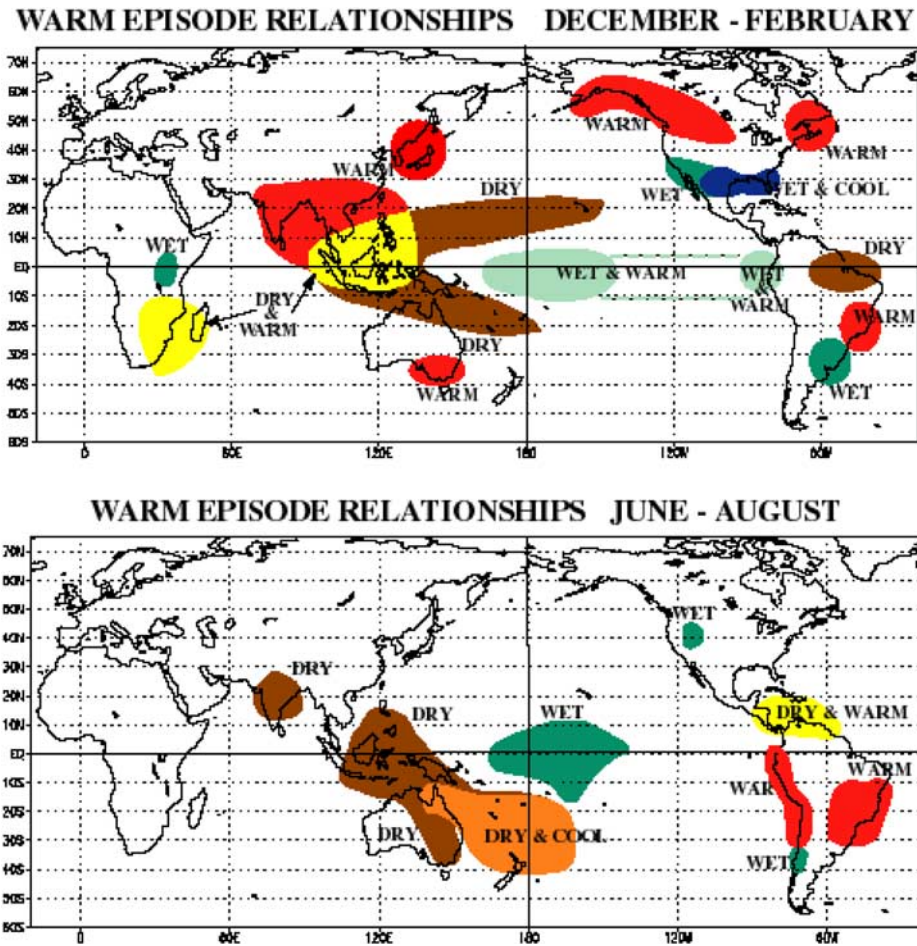 WARM EPISODE RELATIONSHIPS DECEMBER - FEBRUARY
70N
60N
50N
40N
30N
20N
10N
EQ
10S
20S
30S
40S
50S
60S
WARM
WARM
WARM
DRY
WET
WET & COOL
WET
WET & WARM
WET
&
WARM
DRY
DRY
&
WARM
WARM
DRY
WARM
WET
0
60E
120E
180
120W
60W
WARM EPISODE RELATIONSHIPS JUNE - AUGUST
70N
60N
50N
40N
30N
20N
10N
EQ
10S
20S
30S
40S
50S
60S
WET
DRY
DRY
WET
DRY & WARM
WAR
WARM
DRY
DRY & COOL
WET
0
60E
120E
180
120W
60W